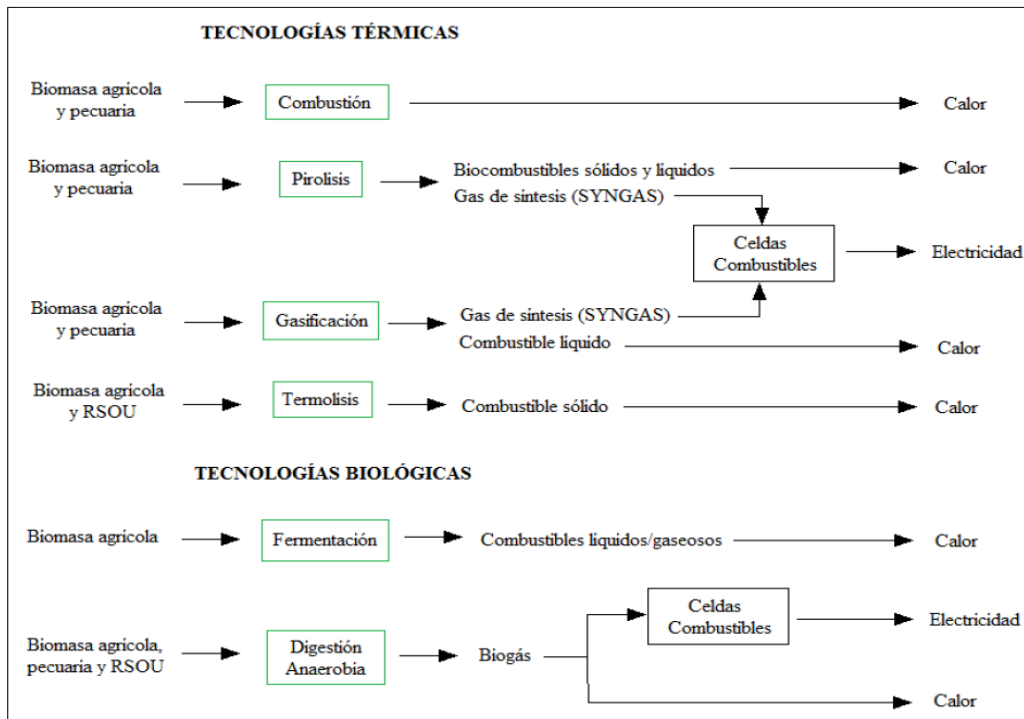 TECNOLOGÍAS TÉRMICAS
Biomasa agrícola
y pecuaria
Combustión
Calor
Biomasa agrícola
y pecuaria
Pirolisis
Biocombustibles sólidos y líquidos
Calor
Gas de síntesis (SYNGAS)
Celdas
Combustibles
Electricidad
Biomasa agrícola
y pecuaria
Gasificación
Gas de síntesis (SYNGAS)
Combustible líquido
Calor
Biomasa agrícola
y RSOU
Termolisis
Combustible sólido
Calor
TECNOLOGÍAS BIOLÓGICAS
Biomasa agrícola
Fermentación
Combustibles líquidos/gaseosos
Calor
Biomasa agrícola,
pecuaria y RSOU
Digestión
Anaerobia
Biogás
Celdas
Combustibles
Electricidad
Calor